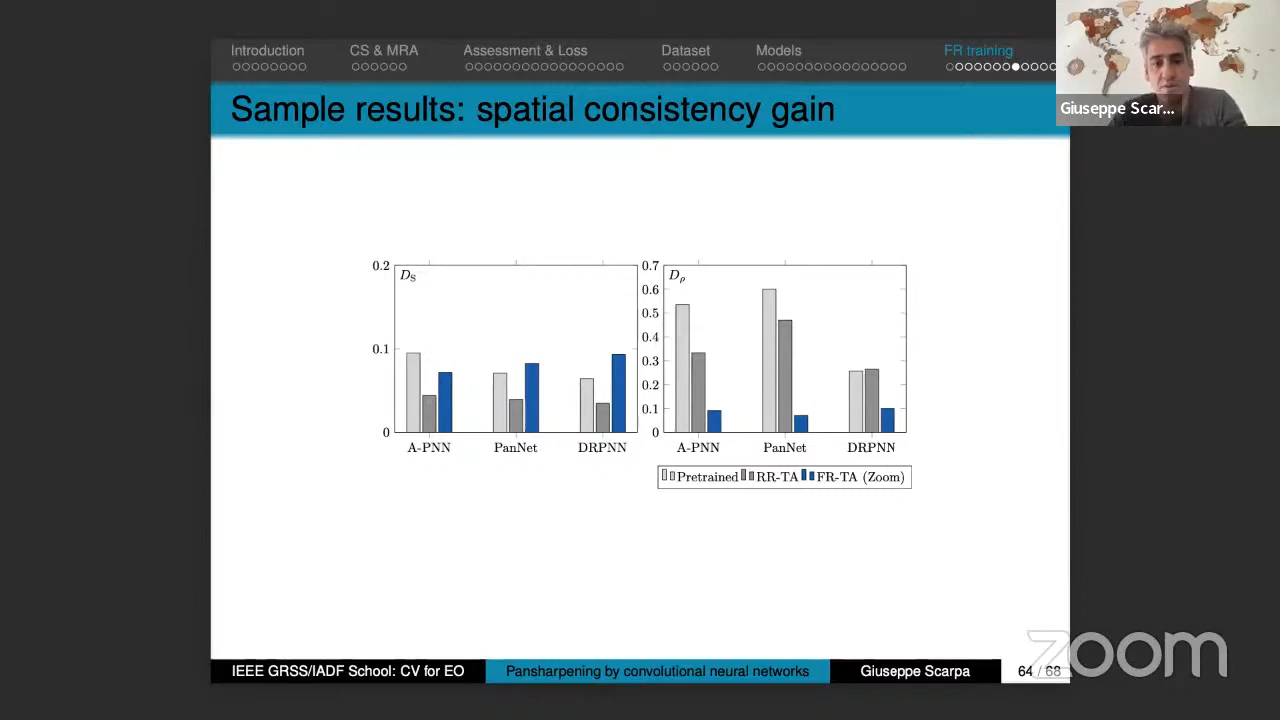 Introduction CS & MRA Assessment & Loss Dataset Models FR training
Giuseppe Scar...
Sample results: spatial consistency gain
0.2
0.1
0
D_S
A-PNN PanNet DRPNN
0.7
0.6
0.5
0.4
0.3
0.2
0.1
0
D_ρ
A-PNN PanNet DRPNN
Pretrained RR-TA FR-TA (Zoom)
IEEE GRSS/IADF School: CV for EO Pansharpening by convolutional neural networks Giuseppe Scarpa 64 / 68
zoom